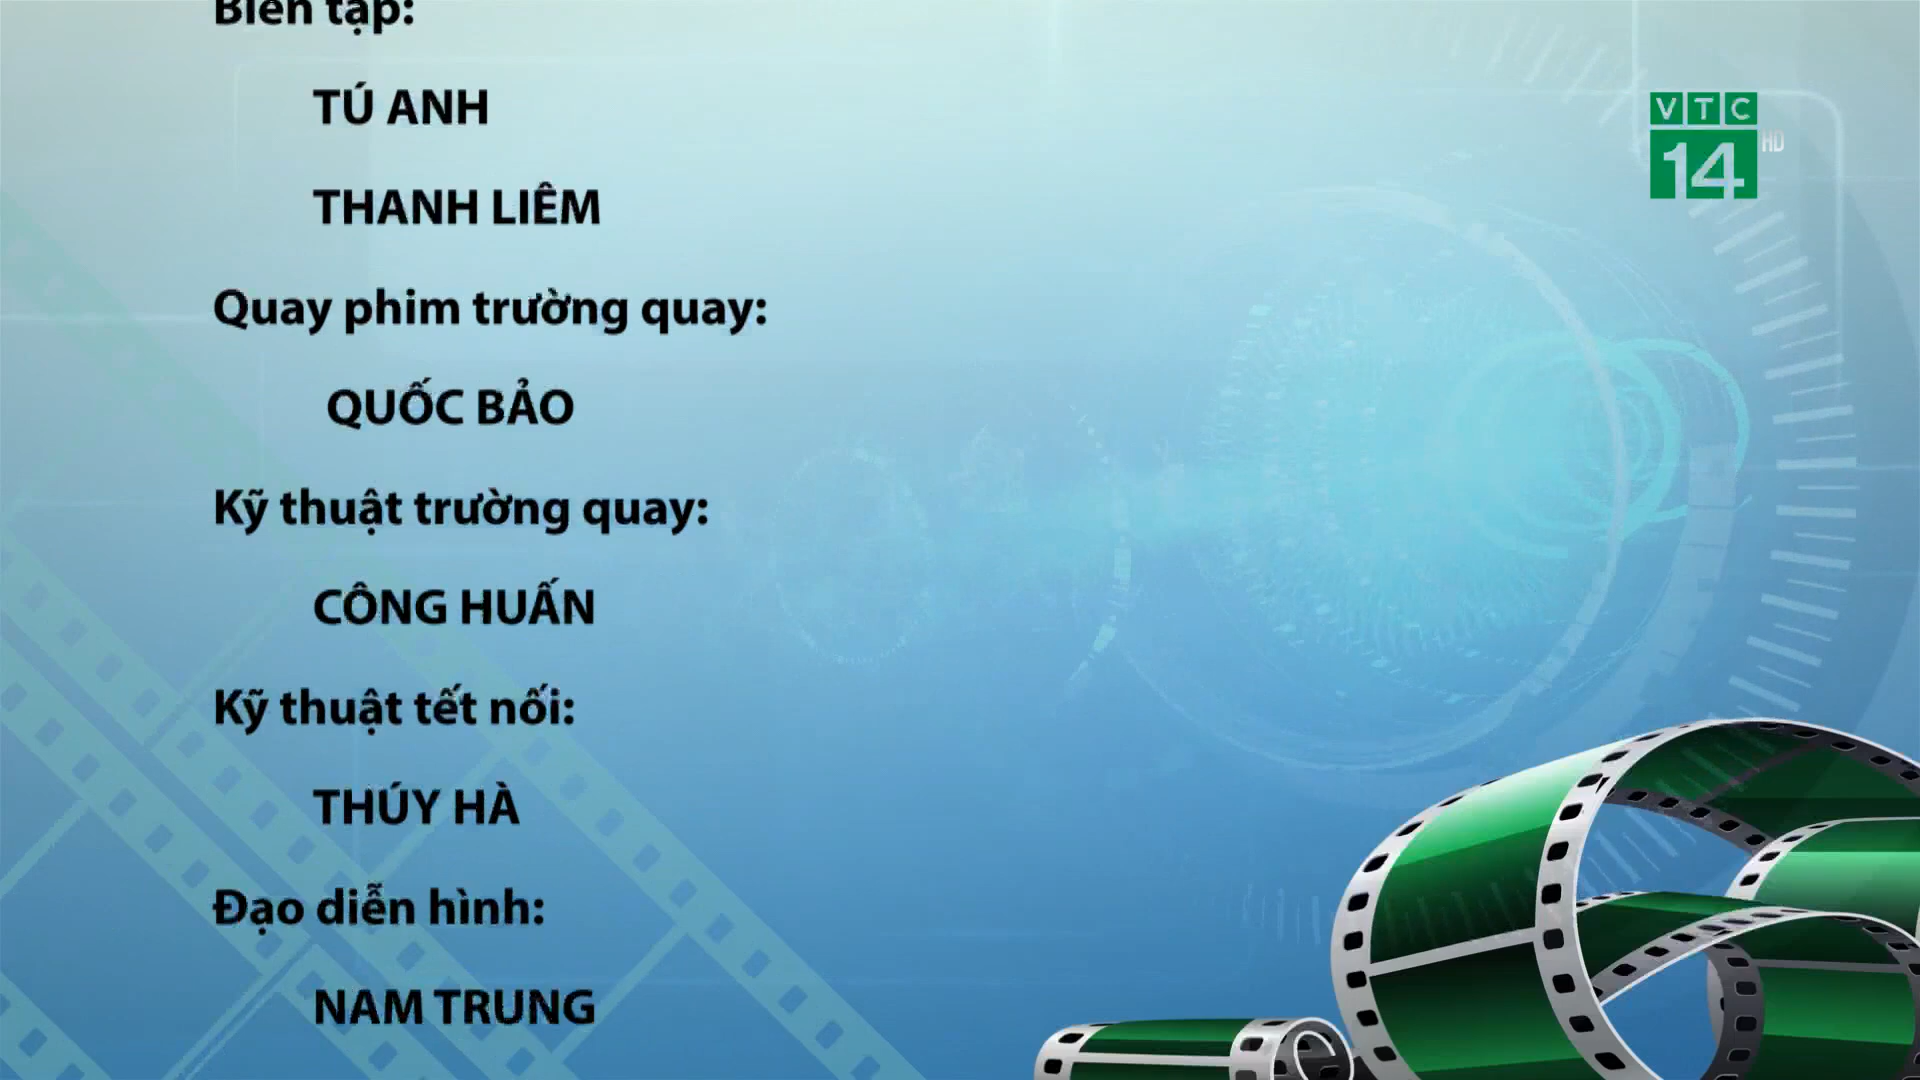 Biên tập:
TÚ ANH
THANH LIÊM
Quay phim trường quay:
QUỐC BẢO
Kỹ thuật trường quay:
CÔNG HUẤN
Kỹ thuật tết nối:
THÚY HÀ
Đạo diễn hình:
NAM TRUNG
VTC
14 HD